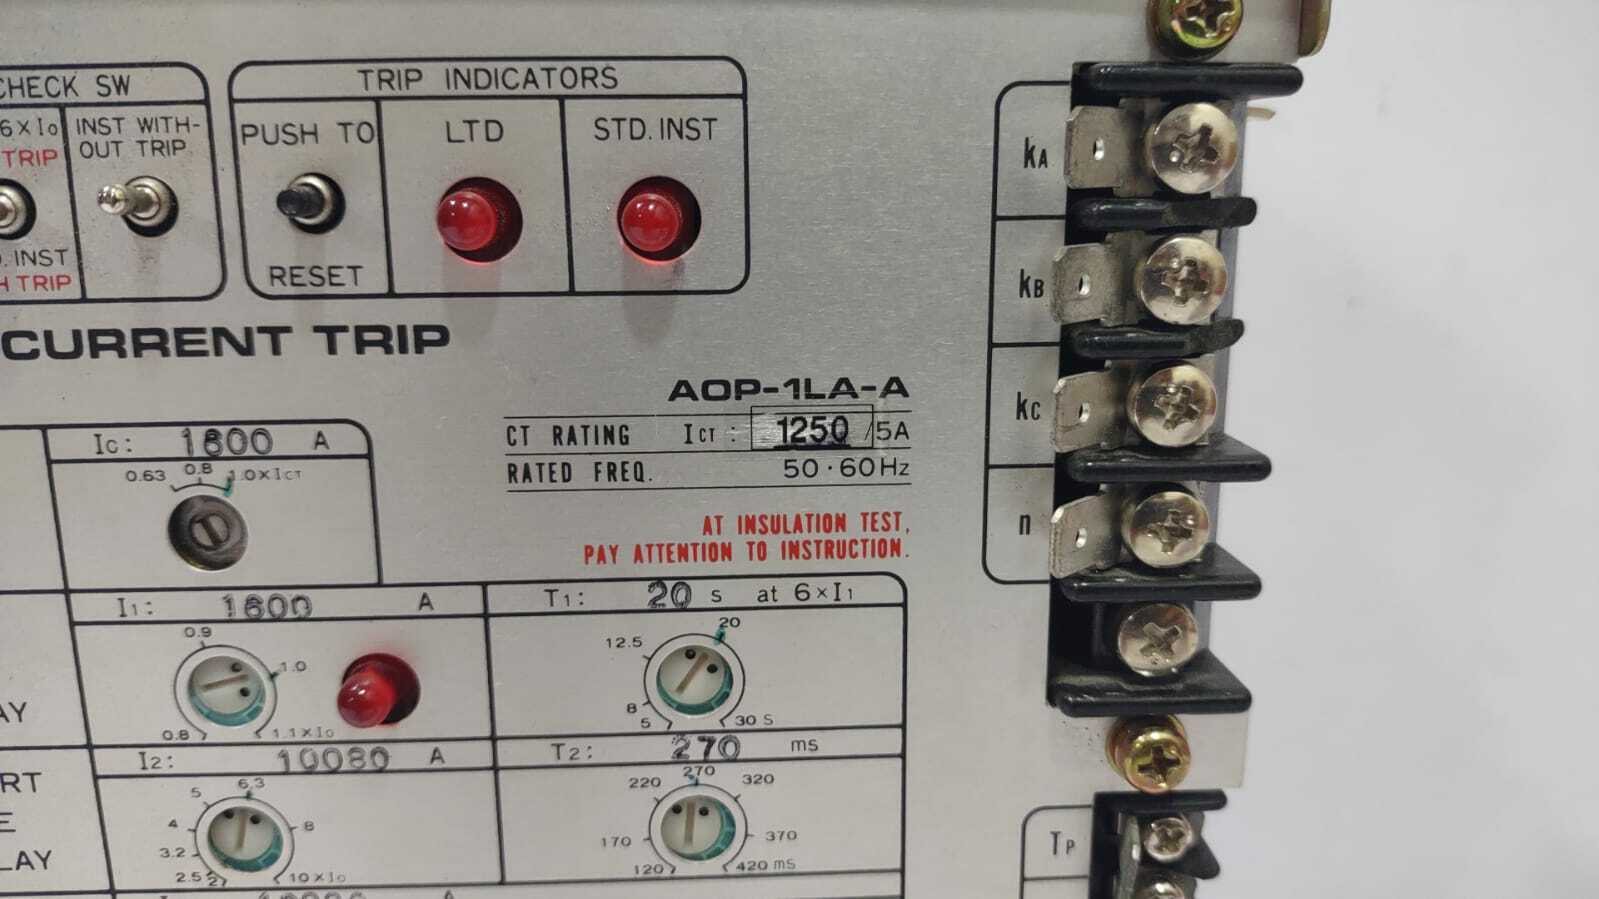 CHECK SW
6×Io
TRIP
INST WITH-
OUT TRIP
. INST
H TRIP
TRIP INDICATORS
PUSH TO
RESET
LTD
STD. INST
CURRENT TRIP
AOP-1LA-A
CT RATING ICT : 1250 /5A
RATED FREQ. 50·60Hz
AT INSULATION TEST,
PAY ATTENTION TO INSTRUCTION.
Ic: 1600 A
0.63 0.8 1.0×ICT
I1: 1600 A
0.8 0.9 1.0 1.1×Io
T1: 20 s at 6×I1
5 8 12.5 20 30 S
AY
I2: 10080 A
2 2.5 3.2 4 5 6.3 8 10×Io
T2: 270 ms
120 170 220 270 320 370 420 ms
RT
E
LAY
kA
kB
kC
n
TP